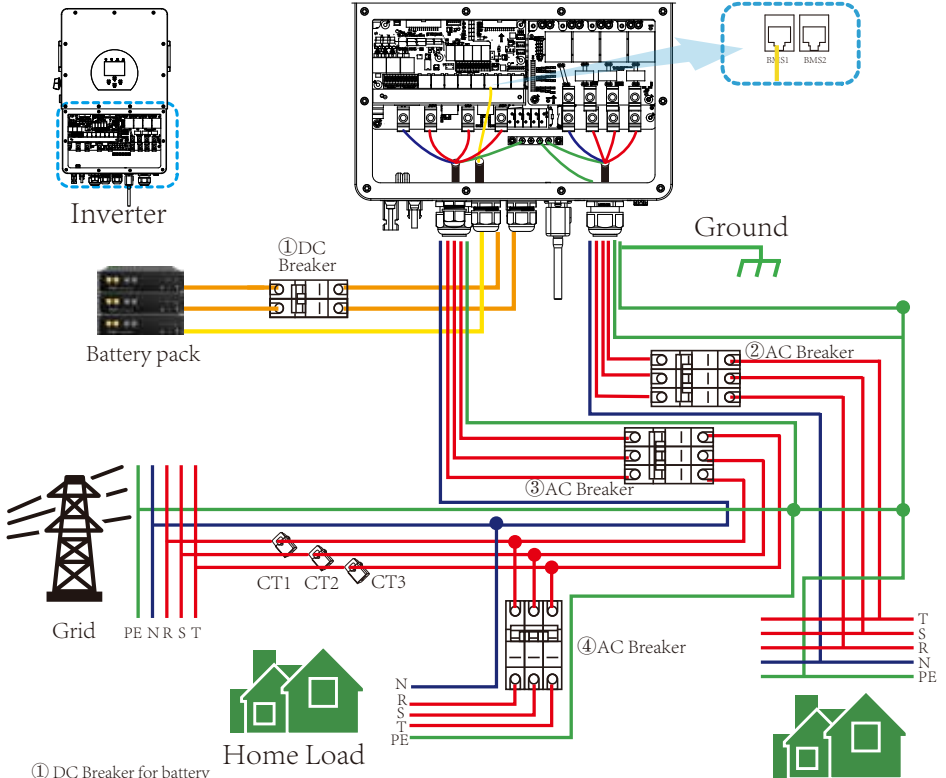 BMS1 BMS2
Inverter
Ground
①DC
Breaker
Battery pack
②AC Breaker
③AC Breaker
CT1 CT2 CT3
Grid
PE N R S T
④AC Breaker
T
S
R
N
PE
N
R
S
T
PE
Home Load
① DC Breaker for battery